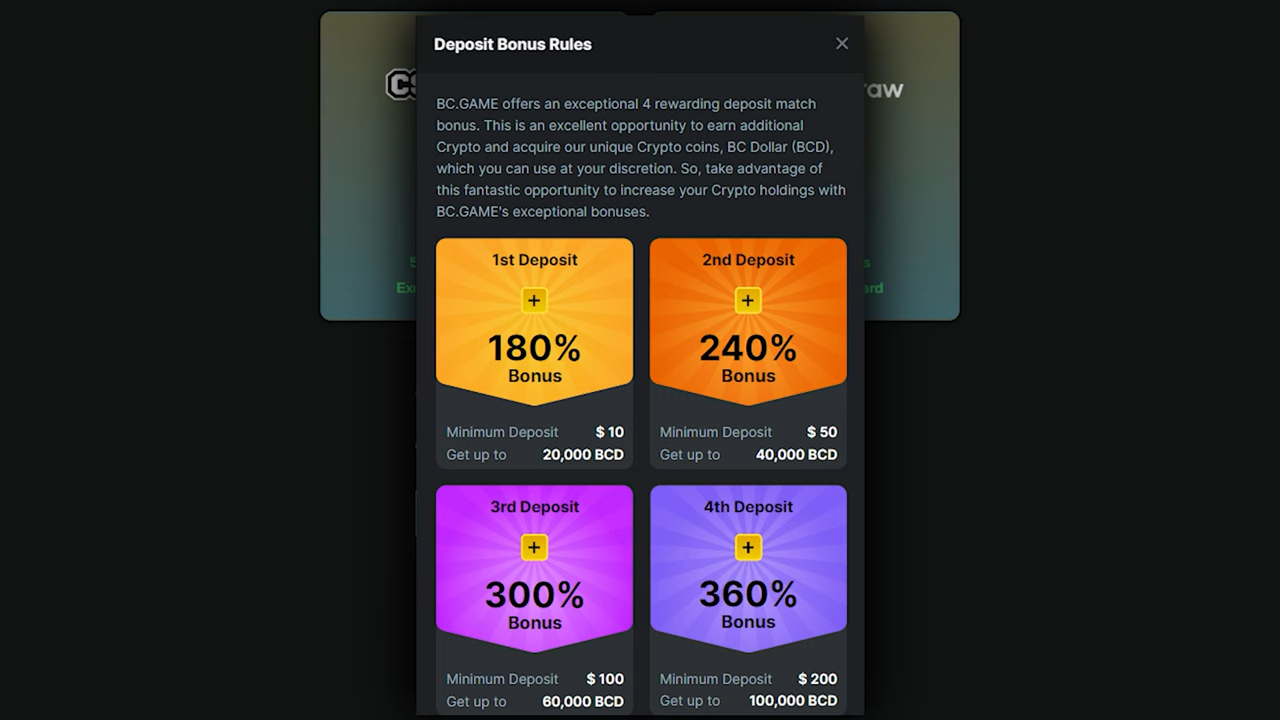 Deposit Bonus Rules
BC.GAME offers an exceptional 4 rewarding deposit match
bonus. This is an excellent opportunity to earn additional
Crypto and acquire our unique Crypto coins, BC Dollar (BCD),
which you can use at your discretion. So, take advantage of
this fantastic opportunity to increase your Crypto holdings with
BC.GAME's exceptional bonuses.
1st Deposit
+
180%
Bonus
Minimum Deposit $ 10
Get up to 20,000 BCD
2nd Deposit
+
240%
Bonus
Minimum Deposit $ 50
Get up to 40,000 BCD
3rd Deposit
+
300%
Bonus
Minimum Deposit $ 100
Get up to 60,000 BCD
4th Deposit
+
360%
Bonus
Minimum Deposit $ 200
Get up to 100,000 BCD